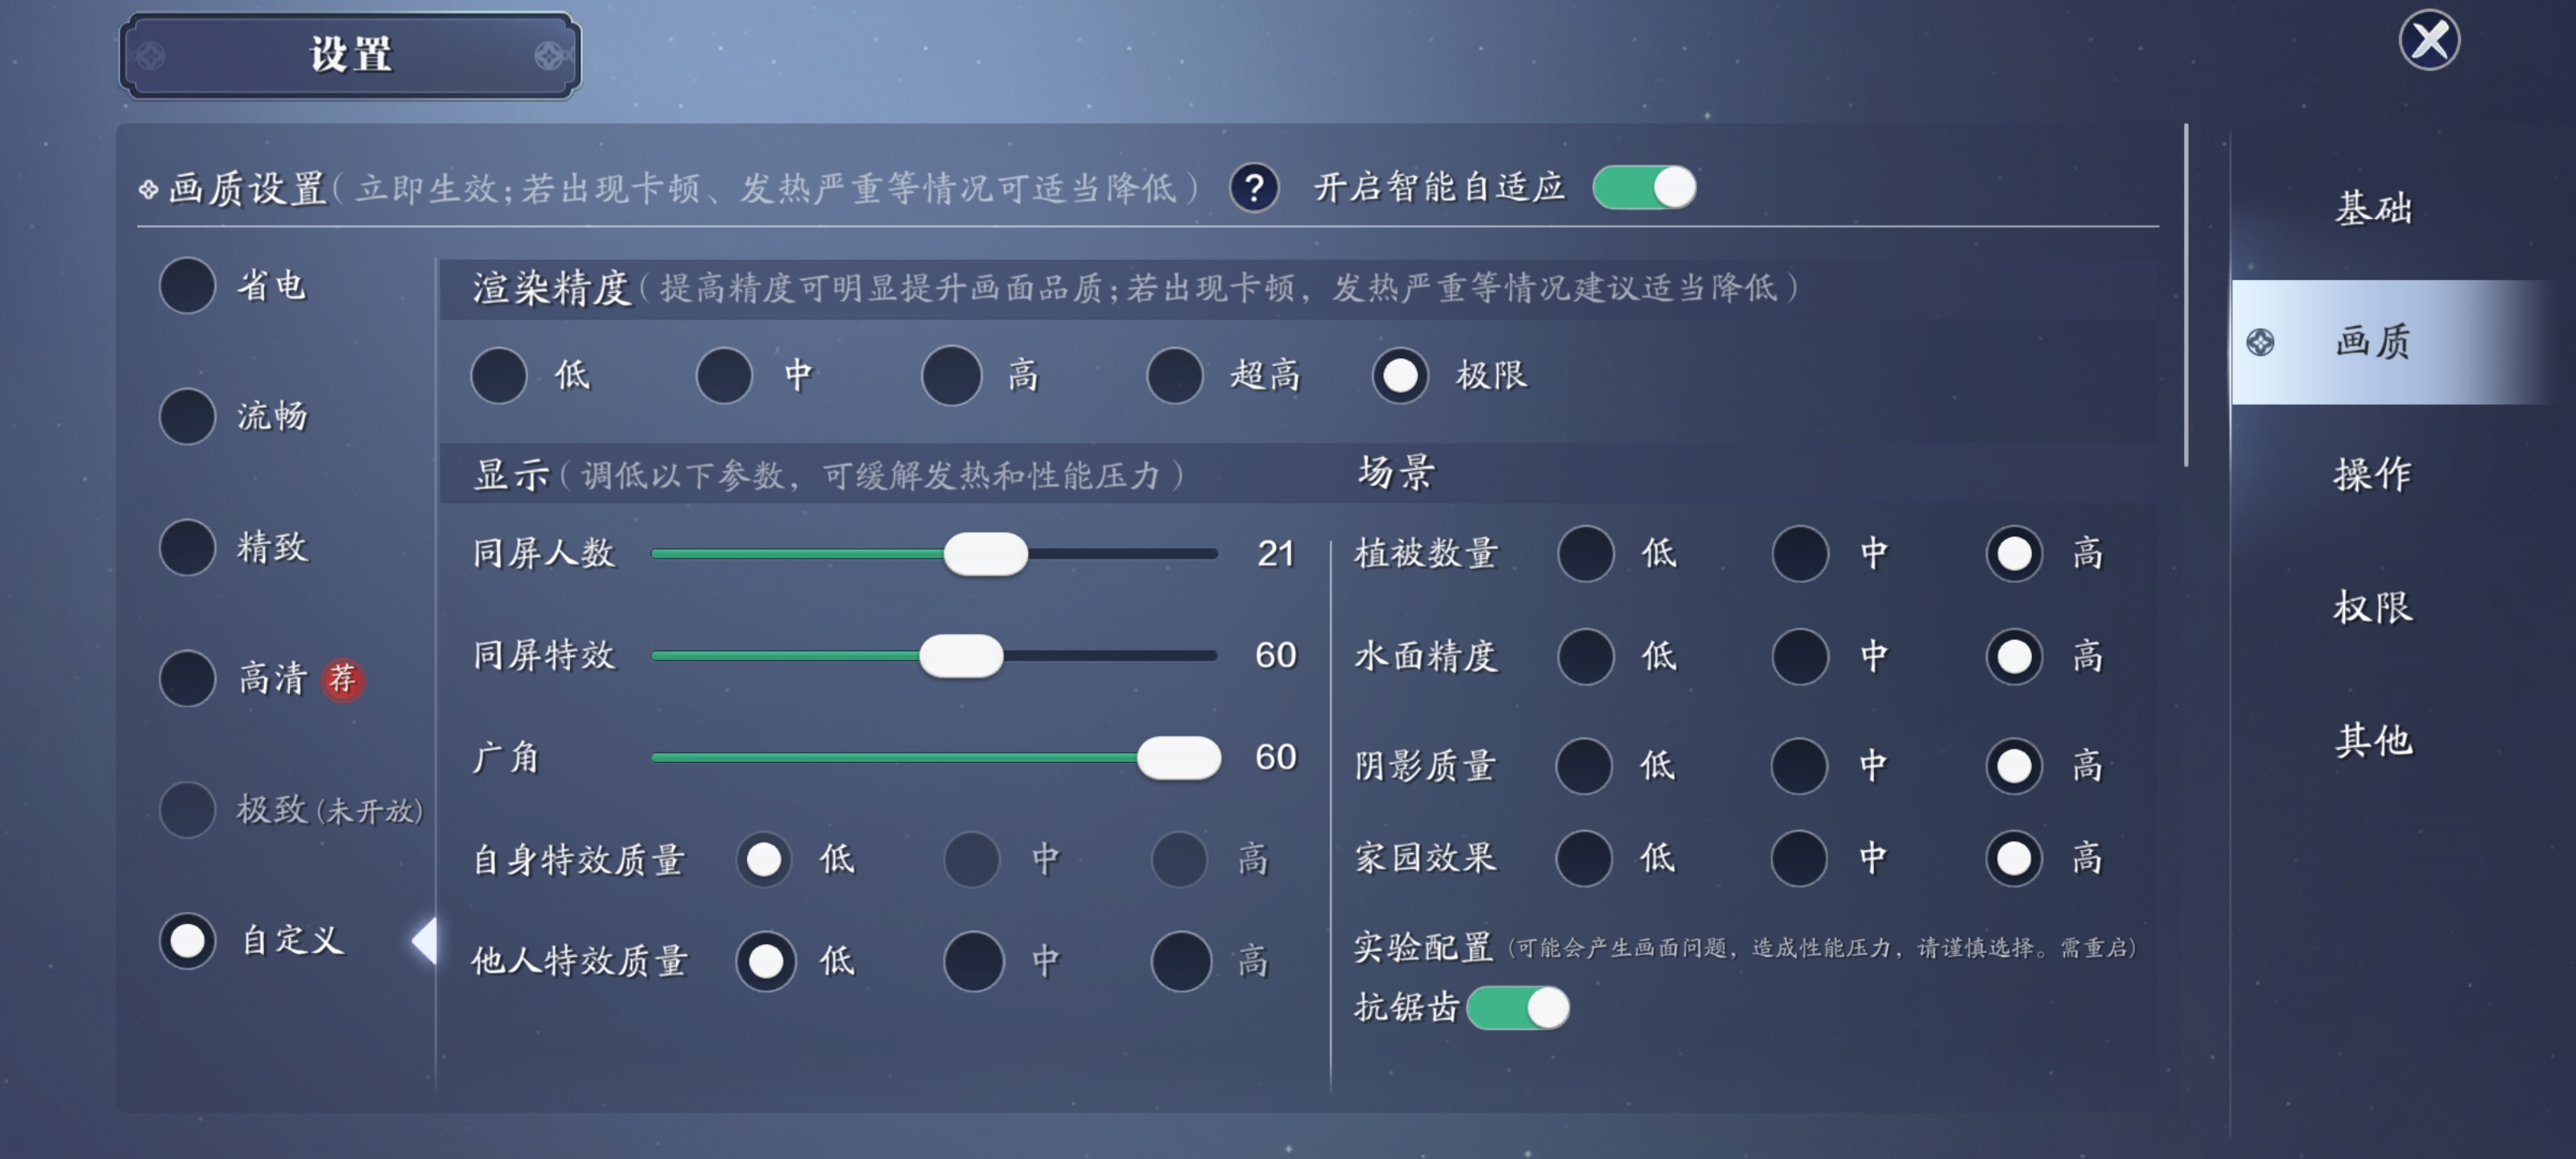 设置
画质设置（立即生效;若出现卡顿、发热严重等情况可适当降低）
? 开启智能自适应
省电
流畅
精致
高清 荐
极致(未开放)
自定义
渲染精度（提高精度可明显提升画面品质;若出现卡顿，发热严重等情况建议适当降低）
低 中 高 超高 极限
显示（调低以下参数，可缓解发热和性能压力）
同屏人数 21
同屏特效 60
广角 60
自身特效质量 低 中 高
他人特效质量 低 中 高
场景
植被数量 低 中 高
水面精度 低 中 高
阴影质量 低 中 高
家园效果 低 中 高
实验配置（可能会产生画面问题，造成性能压力，请谨慎选择。需重启）
抗锯齿
基础
画质
操作
权限
其他